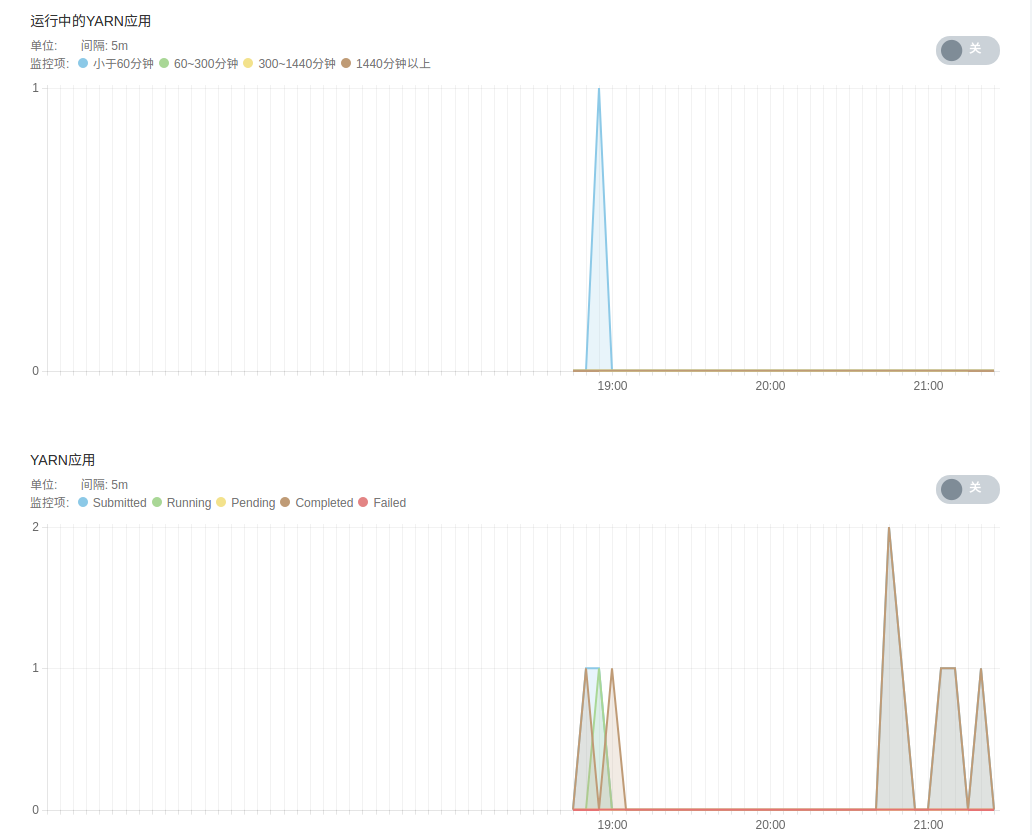 运行中的YARN应用
单位: 间隔: 5m
关
监控项: 小于60分钟 60~300分钟 300~1440分钟 1440分钟以上
1
0
19:00 20:00 21:00
YARN应用
单位: 间隔: 5m
关
监控项: Submitted Running Pending Completed Failed
2
1
0
19:00 20:00 21:00